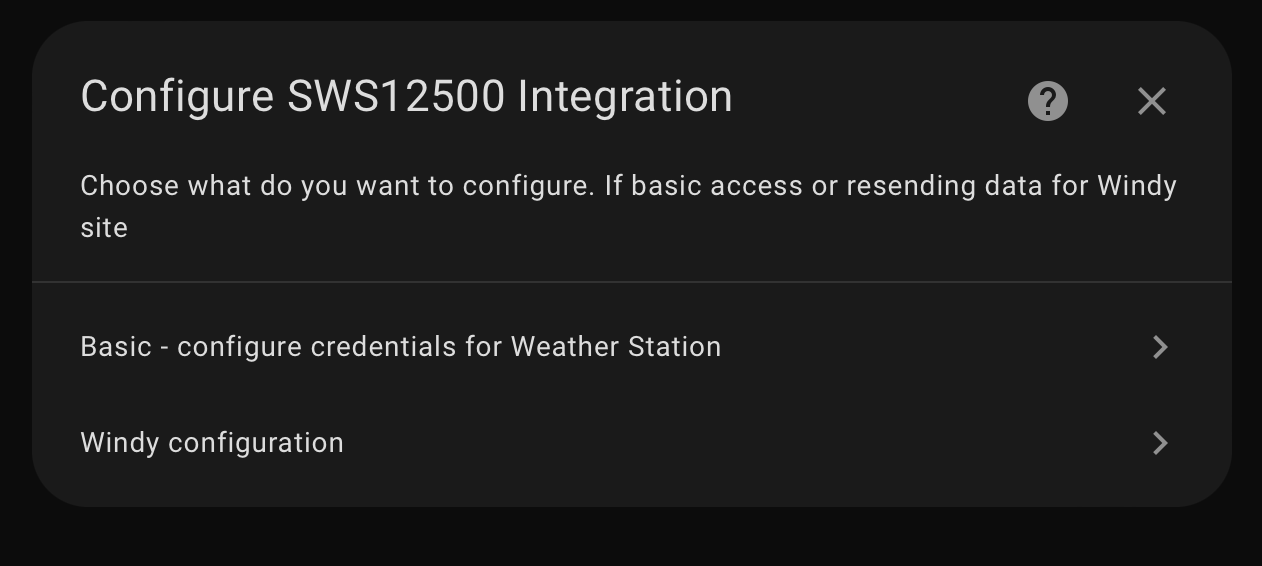 Configure SWS12500 Integration
Choose what do you want to configure. If basic access or resending data for Windy
site
Basic - configure credentials for Weather Station
Windy configuration